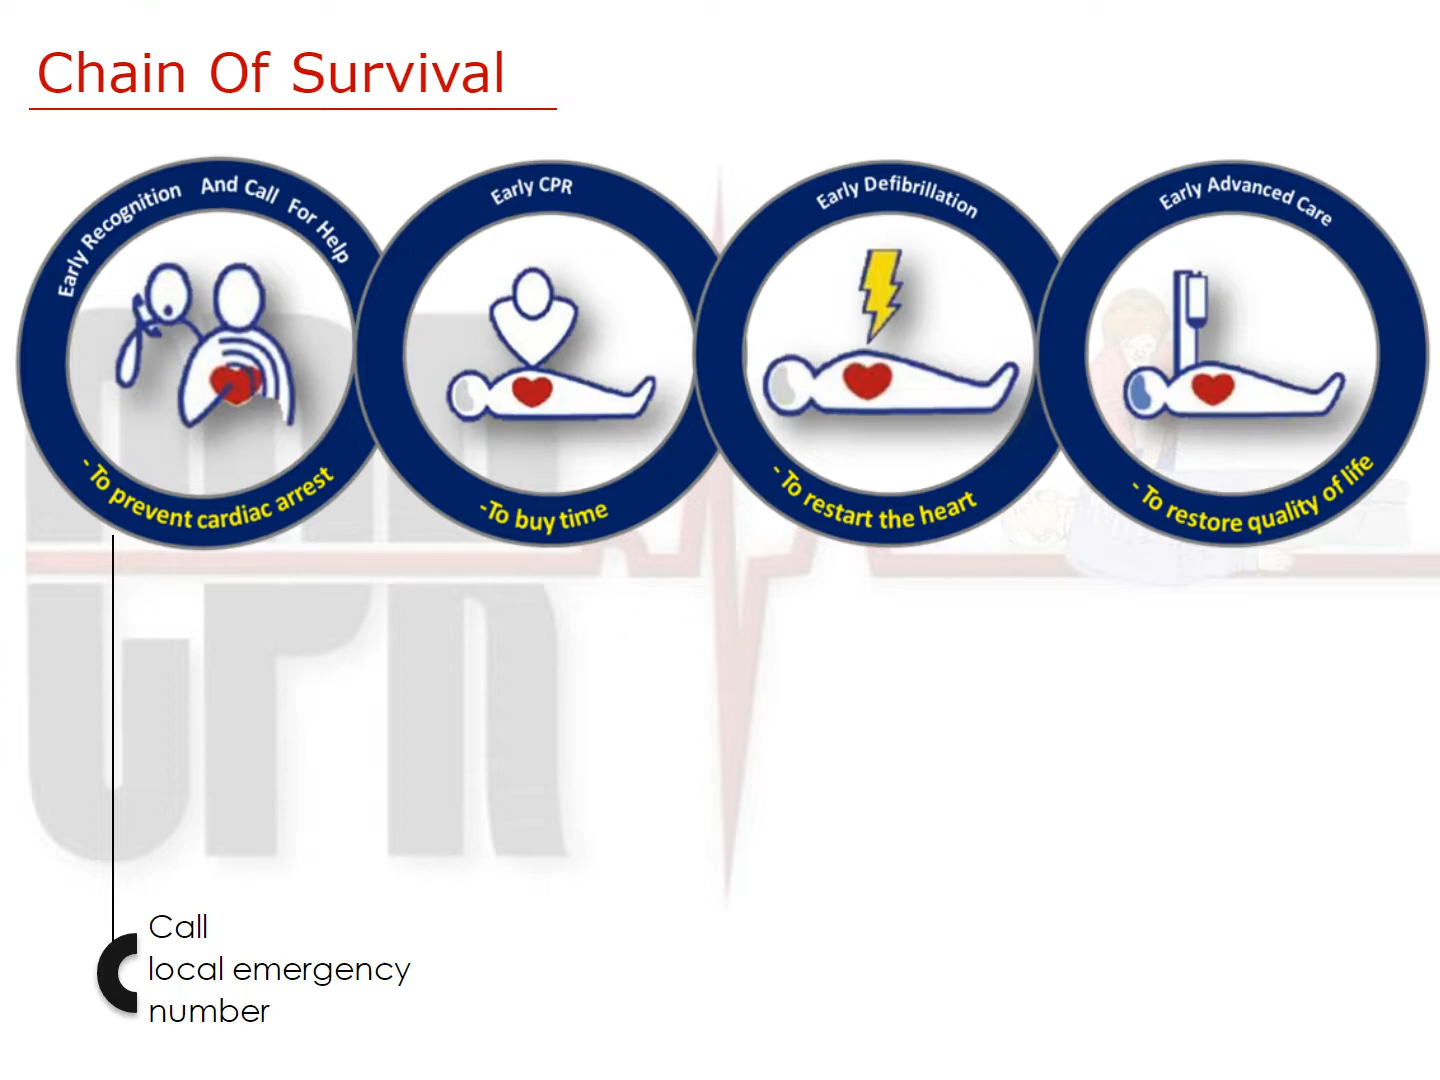 Chain Of Survival
Early Recognition And Call For Help
- To prevent cardiac arrest
Early CPR
-To buy time
Early Defibrillation
- To restart the heart
Early Advanced Care
- To restore quality of life
CPR
Call
local emergency
number